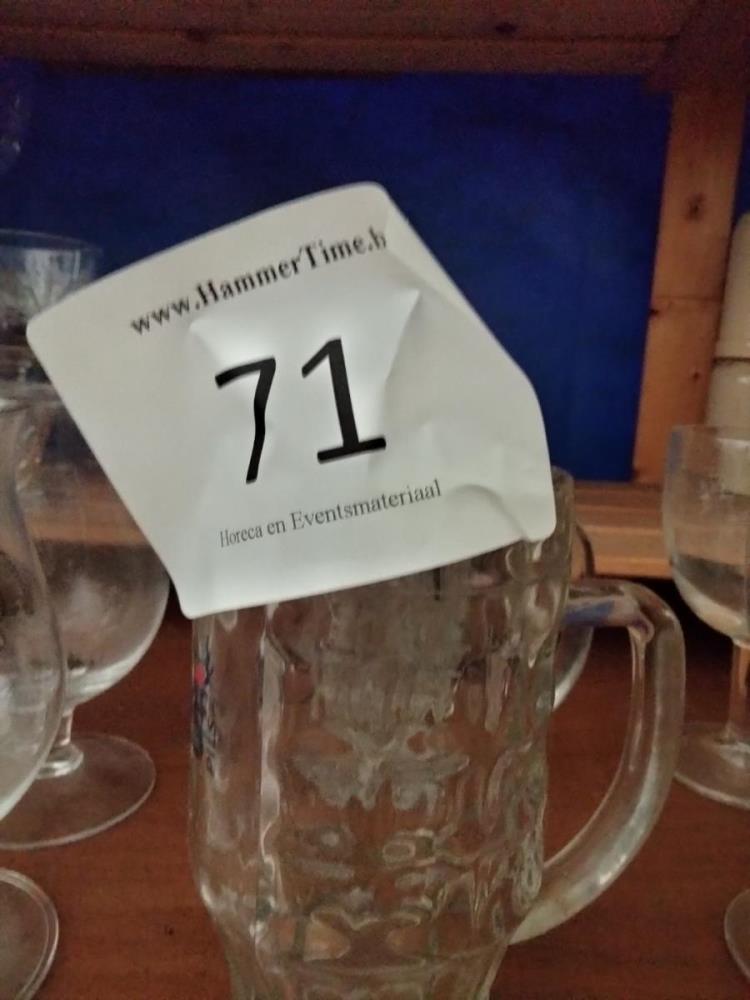 www.HammerTime.b
71
Horeca en Eventsmateriaal